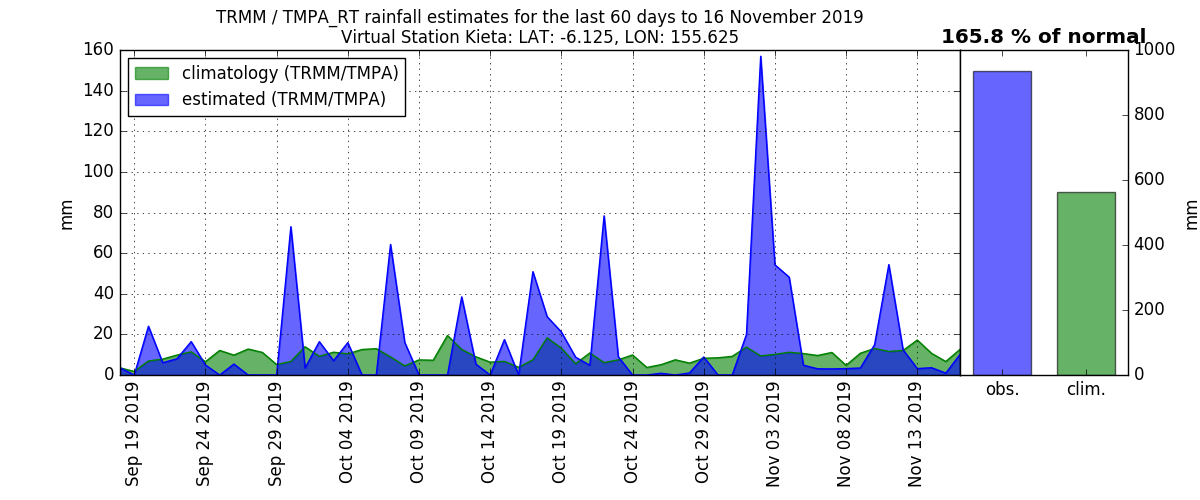 TRMM / TMPA_RT rainfall estimates for the last 60 days to 16 November 2019
Virtual Station Kieta: LAT: -6.125, LON: 155.625
165.8 % of normal
climatology (TRMM/TMPA)
estimated (TRMM/TMPA)
mm
160
140
120
100
80
60
40
20
0
Sep 19 2019
Sep 24 2019
Sep 29 2019
Oct 04 2019
Oct 09 2019
Oct 14 2019
Oct 19 2019
Oct 24 2019
Oct 29 2019
Nov 03 2019
Nov 08 2019
Nov 13 2019
1000
800
600
400
200
0
mm
obs.
clim.